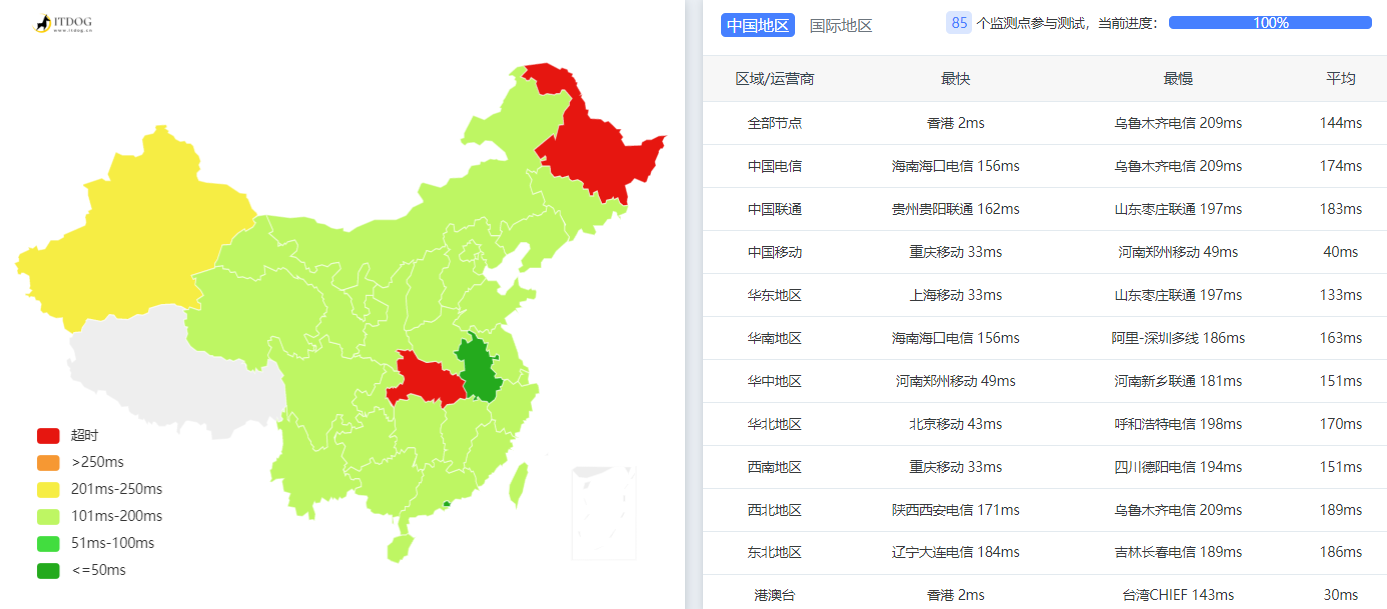 ITDOG
www.itdog.cn
超时
>250ms
201ms-250ms
101ms-200ms
51ms-100ms
<=50ms
中国地区 国际地区 85 个监测点参与测试，当前进度： 100%
区域/运营商 最快 最慢 平均
全部节点 香港 2ms 乌鲁木齐电信 209ms 144ms
中国电信 海南海口电信 156ms 乌鲁木齐电信 209ms 174ms
中国联通 贵州贵阳联通 162ms 山东枣庄联通 197ms 183ms
中国移动 重庆移动 33ms 河南郑州移动 49ms 40ms
华东地区 上海移动 33ms 山东枣庄联通 197ms 133ms
华南地区 海南海口电信 156ms 阿里-深圳多线 186ms 163ms
华中地区 河南郑州移动 49ms 河南新乡联通 181ms 151ms
华北地区 北京移动 43ms 呼和浩特电信 198ms 170ms
西南地区 重庆移动 33ms 四川德阳电信 194ms 151ms
西北地区 陕西西安电信 171ms 乌鲁木齐电信 209ms 189ms
东北地区 辽宁大连电信 184ms 吉林长春电信 189ms 186ms
港澳台 香港 2ms 台湾CHIEF 143ms 30ms